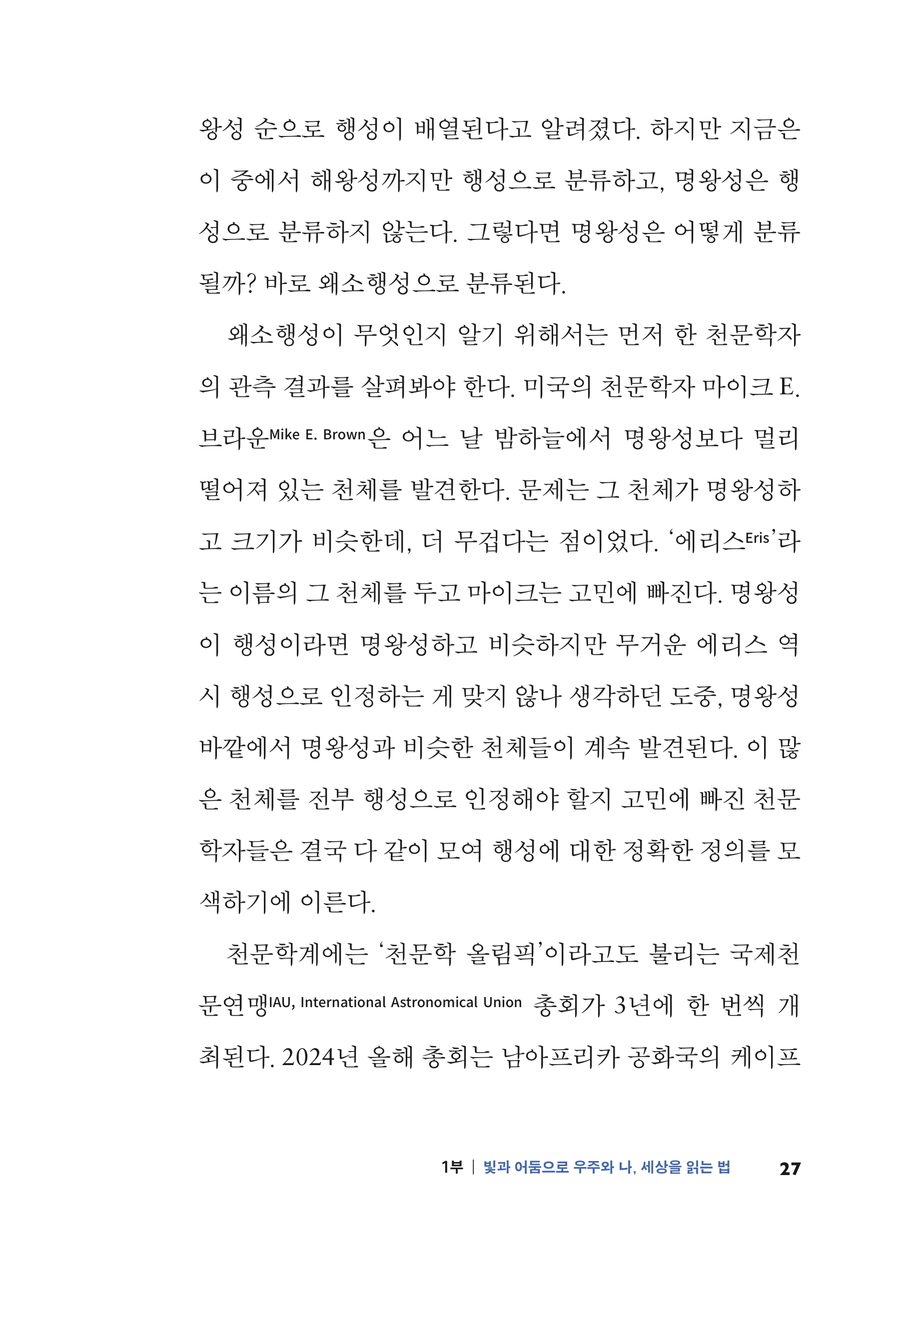 왕성 순으로 행성이 배열된다고 알려졌다. 하지만 지금은
이 중에서 해왕성까지만 행성으로 분류하고, 명왕성은 행
성으로 분류하지 않는다. 그렇다면 명왕성은 어떻게 분류
될까? 바로 왜소행성으로 분류된다.
왜소행성이 무엇인지 알기 위해서는 먼저 한 천문학자
의 관측 결과를 살펴봐야 한다. 미국의 천문학자 마이크 E.
브라운Mike E. Brown은 어느 날 밤하늘에서 명왕성보다 멀리
떨어져 있는 천체를 발견한다. 문제는 그 천체가 명왕성하
고 크기가 비슷한데, 더 무겁다는 점이었다. ‘에리스Eris’라
는 이름의 그 천체를 두고 마이크는 고민에 빠진다. 명왕성
이 행성이라면 명왕성하고 비슷하지만 무거운 에리스 역
시 행성으로 인정하는 게 맞지 않나 생각하던 도중, 명왕성
바깥에서 명왕성과 비슷한 천체들이 계속 발견된다. 이 많
은 천체를 전부 행성으로 인정해야 할지 고민에 빠진 천문
학자들은 결국 다 같이 모여 행성에 대한 정확한 정의를 모
색하기에 이른다.
천문학계에는 ‘천문학 올림픽’이라고도 불리는 국제천
문연맹IAU, International Astronomical Union 총회가 3년에 한 번씩 개
최된다. 2024년 올해 총회는 남아프리카 공화국의 케이프
1부 | 빛과 어둠으로 우주와 나, 세상을 읽는 법 27